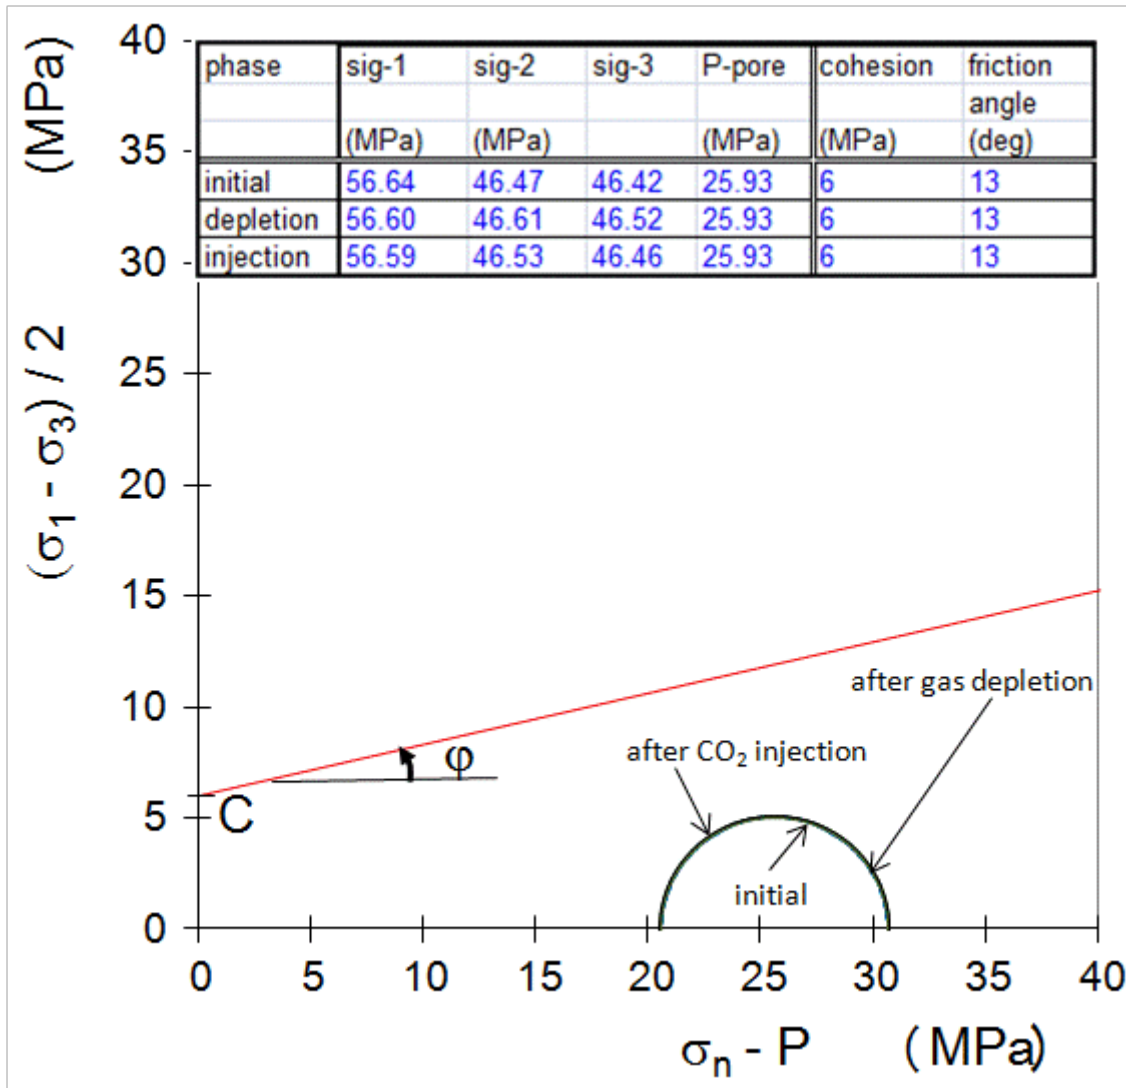 40
(MPa)
35
30
phase sig-1 sig-2 sig-3 P-pore cohesion friction
angle
(MPa) (MPa) (MPa) (MPa) (deg)
initial 56.64 46.47 46.42 25.93 6 13
depletion 56.60 46.61 46.52 25.93 6 13
injection 56.59 46.53 46.46 25.93 6 13
(σ1 - σ3) / 2
25
20
15
10
5
0
after gas depletion
after CO2 injection
φ
C
initial
0 5 10 15 20 25 30 35 40
σn - P (MPa)